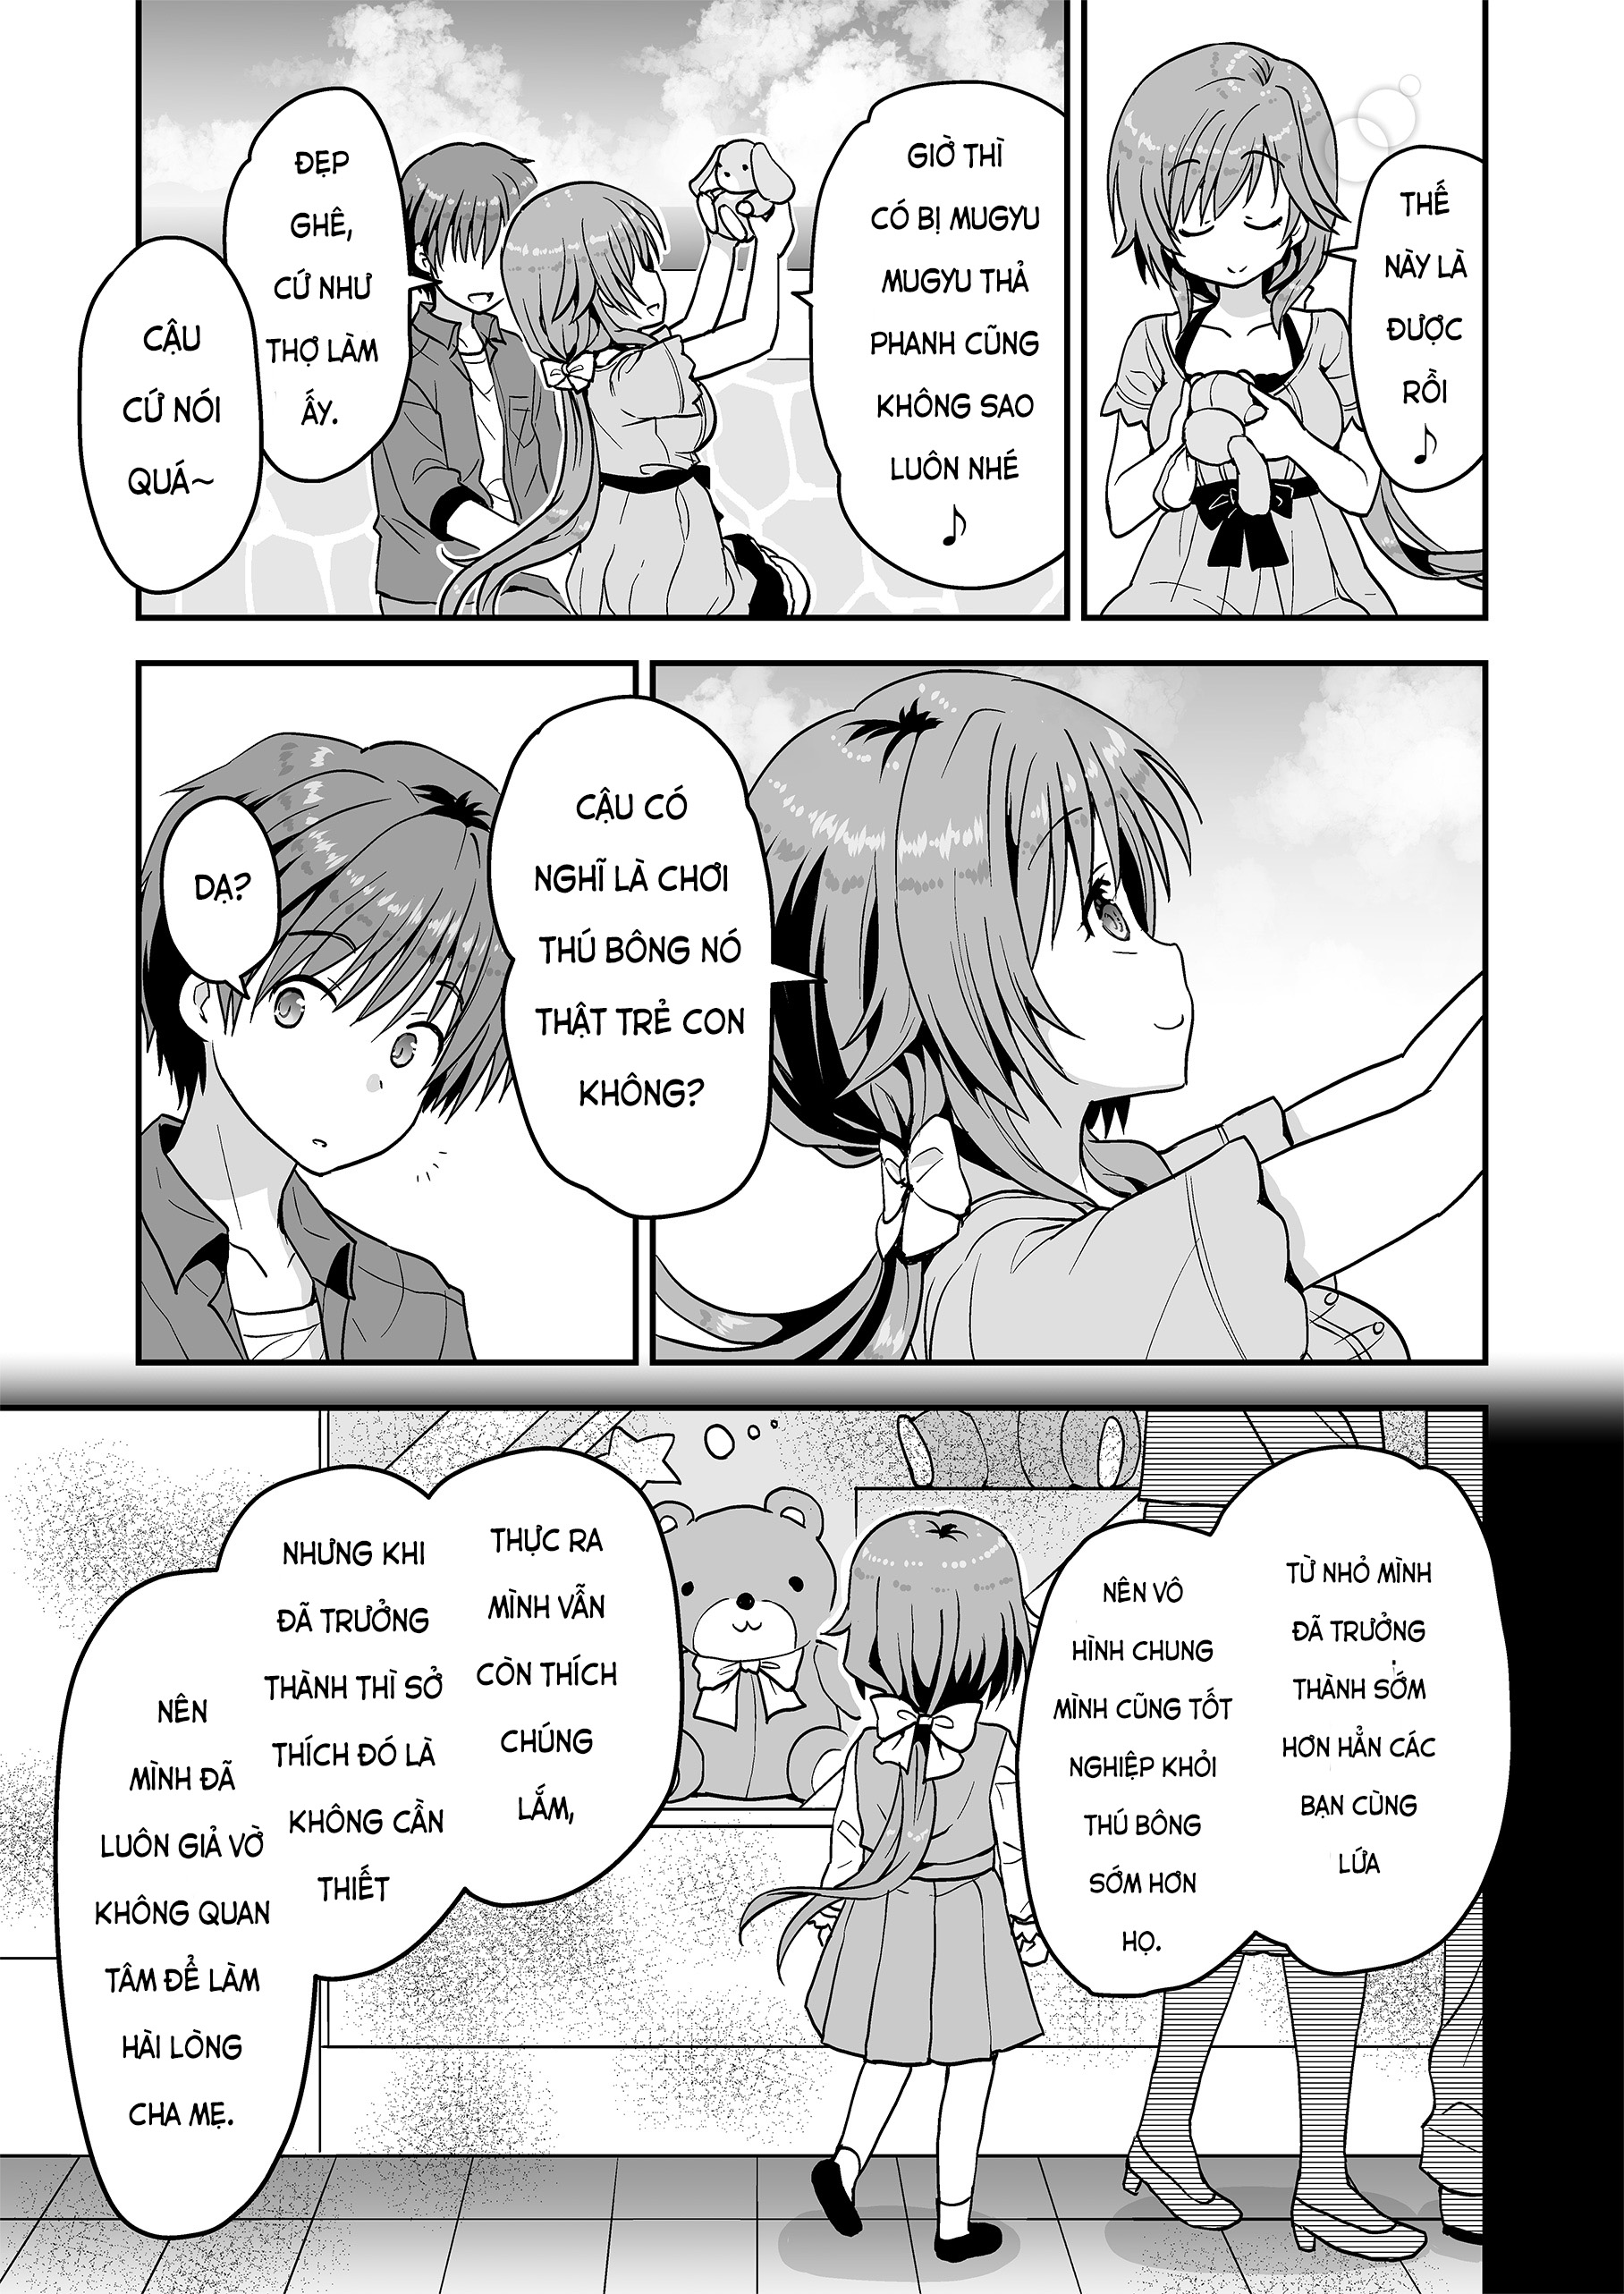 THẾ
NÀY LÀ
ĐƯỢC
RỒI
♪
GIỜ THÌ
CÓ BỊ MUGYU
MUGYU THẢ
PHANH CŨNG
KHÔNG SAO
LUÔN NHÉ
♪
ĐẸP
GHÊ,
CỨ NHƯ
THỢ LÀM
ẤY.
CẬU
CỨ NÓI
QUÁ~
CẬU CÓ
NGHĨ LÀ CHƠI
THÚ BÔNG NÓ
THẬT TRẺ CON
KHÔNG?
DẠ?
TỪ NHỎ MÌNH
ĐÃ TRƯỞNG
THÀNH SỚM
HƠN HẲN CÁC
BẠN CÙNG
LỨA
NÊN VÔ
HÌNH CHUNG
MÌNH CŨNG TỐT
NGHIỆP KHỎI
THÚ BÔNG
SỚM HƠN
HỌ.
THỰC RA
MÌNH VẪN
CÒN THÍCH
CHÚNG
LẮM,
NHƯNG KHI
ĐÃ TRƯỞNG
THÀNH THÌ SỞ
THÍCH ĐÓ LÀ
KHÔNG CẦN
THIẾT
NÊN
MÌNH ĐÃ
LUÔN GIẢ VỜ
KHÔNG QUAN
TÂM ĐỂ LÀM
HÀI LÒNG
CHA MẸ.